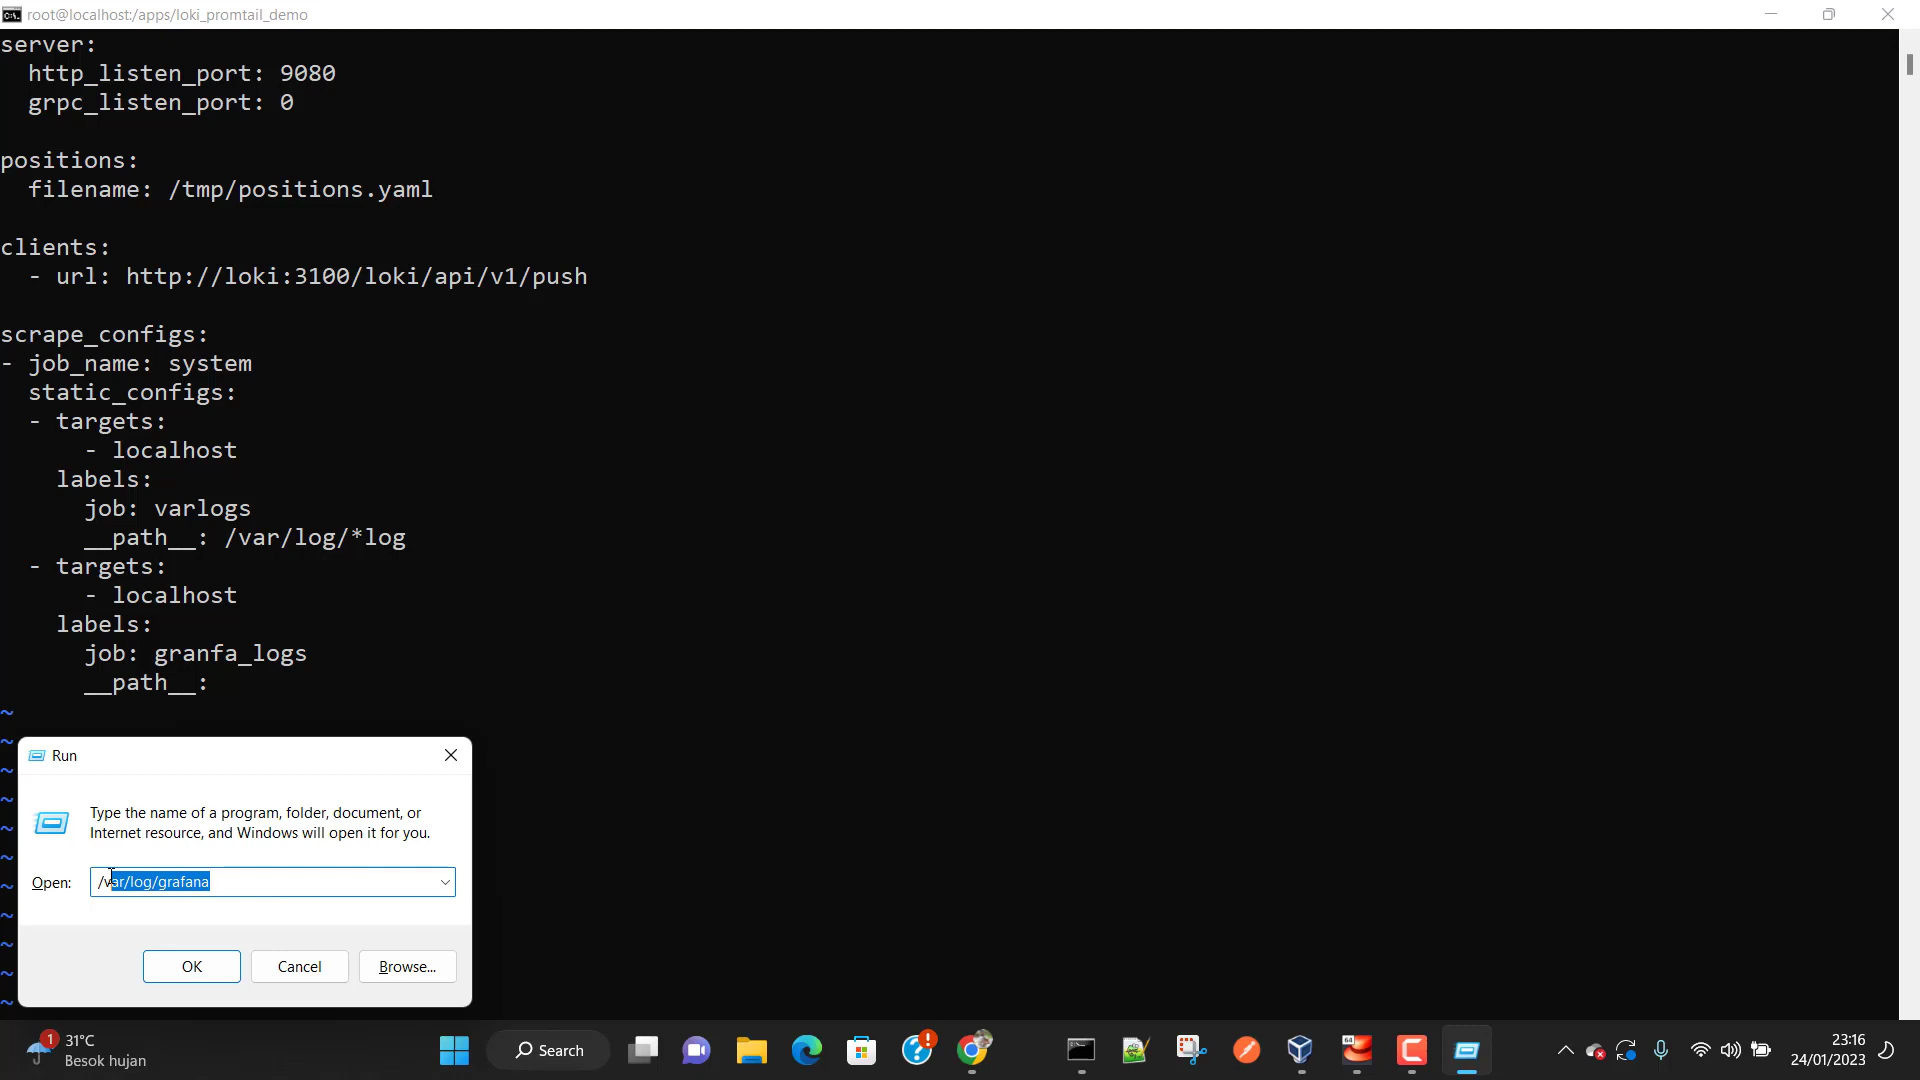 root@localhost:/apps/loki_promtail_demo
server:
  http_listen_port: 9080
  grpc_listen_port: 0
positions:
  filename: /tmp/positions.yaml
clients:
  - url: http://loki:3100/loki/api/v1/push
scrape_configs:
- job_name: system
  static_configs:
  - targets:
      - localhost
    labels:
      job: varlogs
      __path__: /var/log/*log
  - targets:
      - localhost
    labels:
      job: granfa_logs
      __path__:
~
~
~
~
~
~
~
~
~
~
~
Run
Type the name of a program, folder, document, or
Internet resource, and Windows will open it for you.
Open: /var/log/grafana
OK Cancel Browse...
1
31°C
Besok hujan
Search
64
23:16
24/01/2023